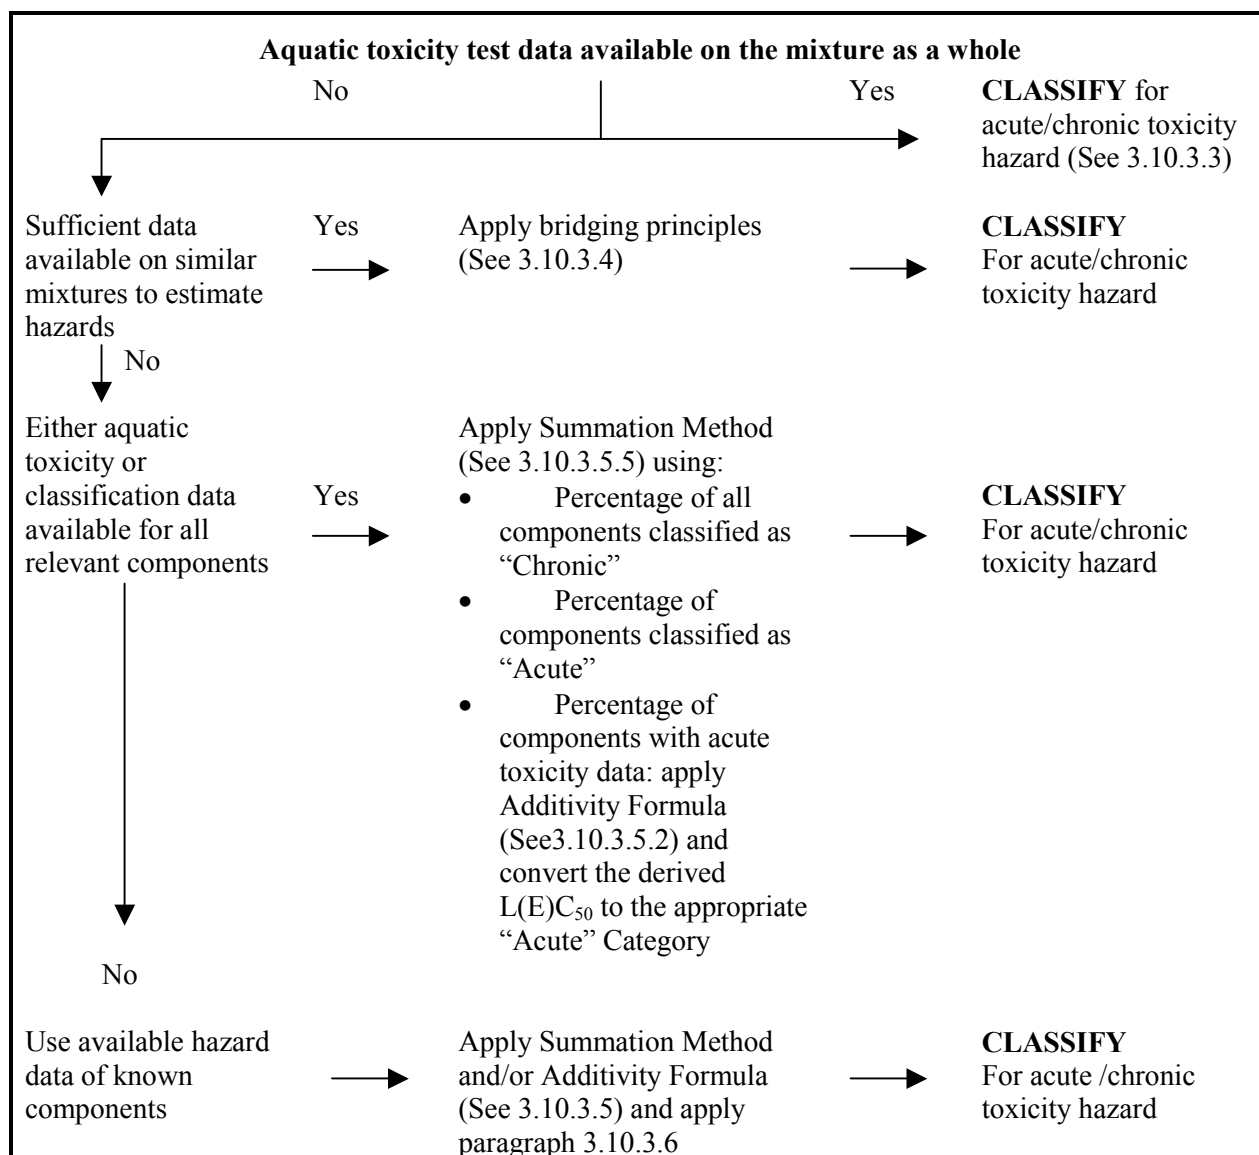 Aquatic toxicity test data available on the mixture as a whole
No
Yes
CLASSIFY for
acute/chronic toxicity
hazard (See 3.10.3.3)
Sufficient data
available on similar
mixtures to estimate
hazards
Yes
Apply bridging principles
(See 3.10.3.4)
CLASSIFY
For acute/chronic
toxicity hazard
No
Either aquatic
toxicity or
classification data
available for all
relevant components
Yes
Apply Summation Method
(See 3.10.3.5.5) using:
• Percentage of all
components classified as
“Chronic”
• Percentage of
components classified as
“Acute”
• Percentage of
components with acute
toxicity data: apply
Additivity Formula
(See3.10.3.5.2) and
convert the derived
L(E)C50 to the appropriate
“Acute” Category
CLASSIFY
For acute/chronic
toxicity hazard
No
Use available hazard
data of known
components
Apply Summation Method
and/or Additivity Formula
(See 3.10.3.5) and apply
paragraph 3.10.3.6
CLASSIFY
For acute /chronic
toxicity hazard